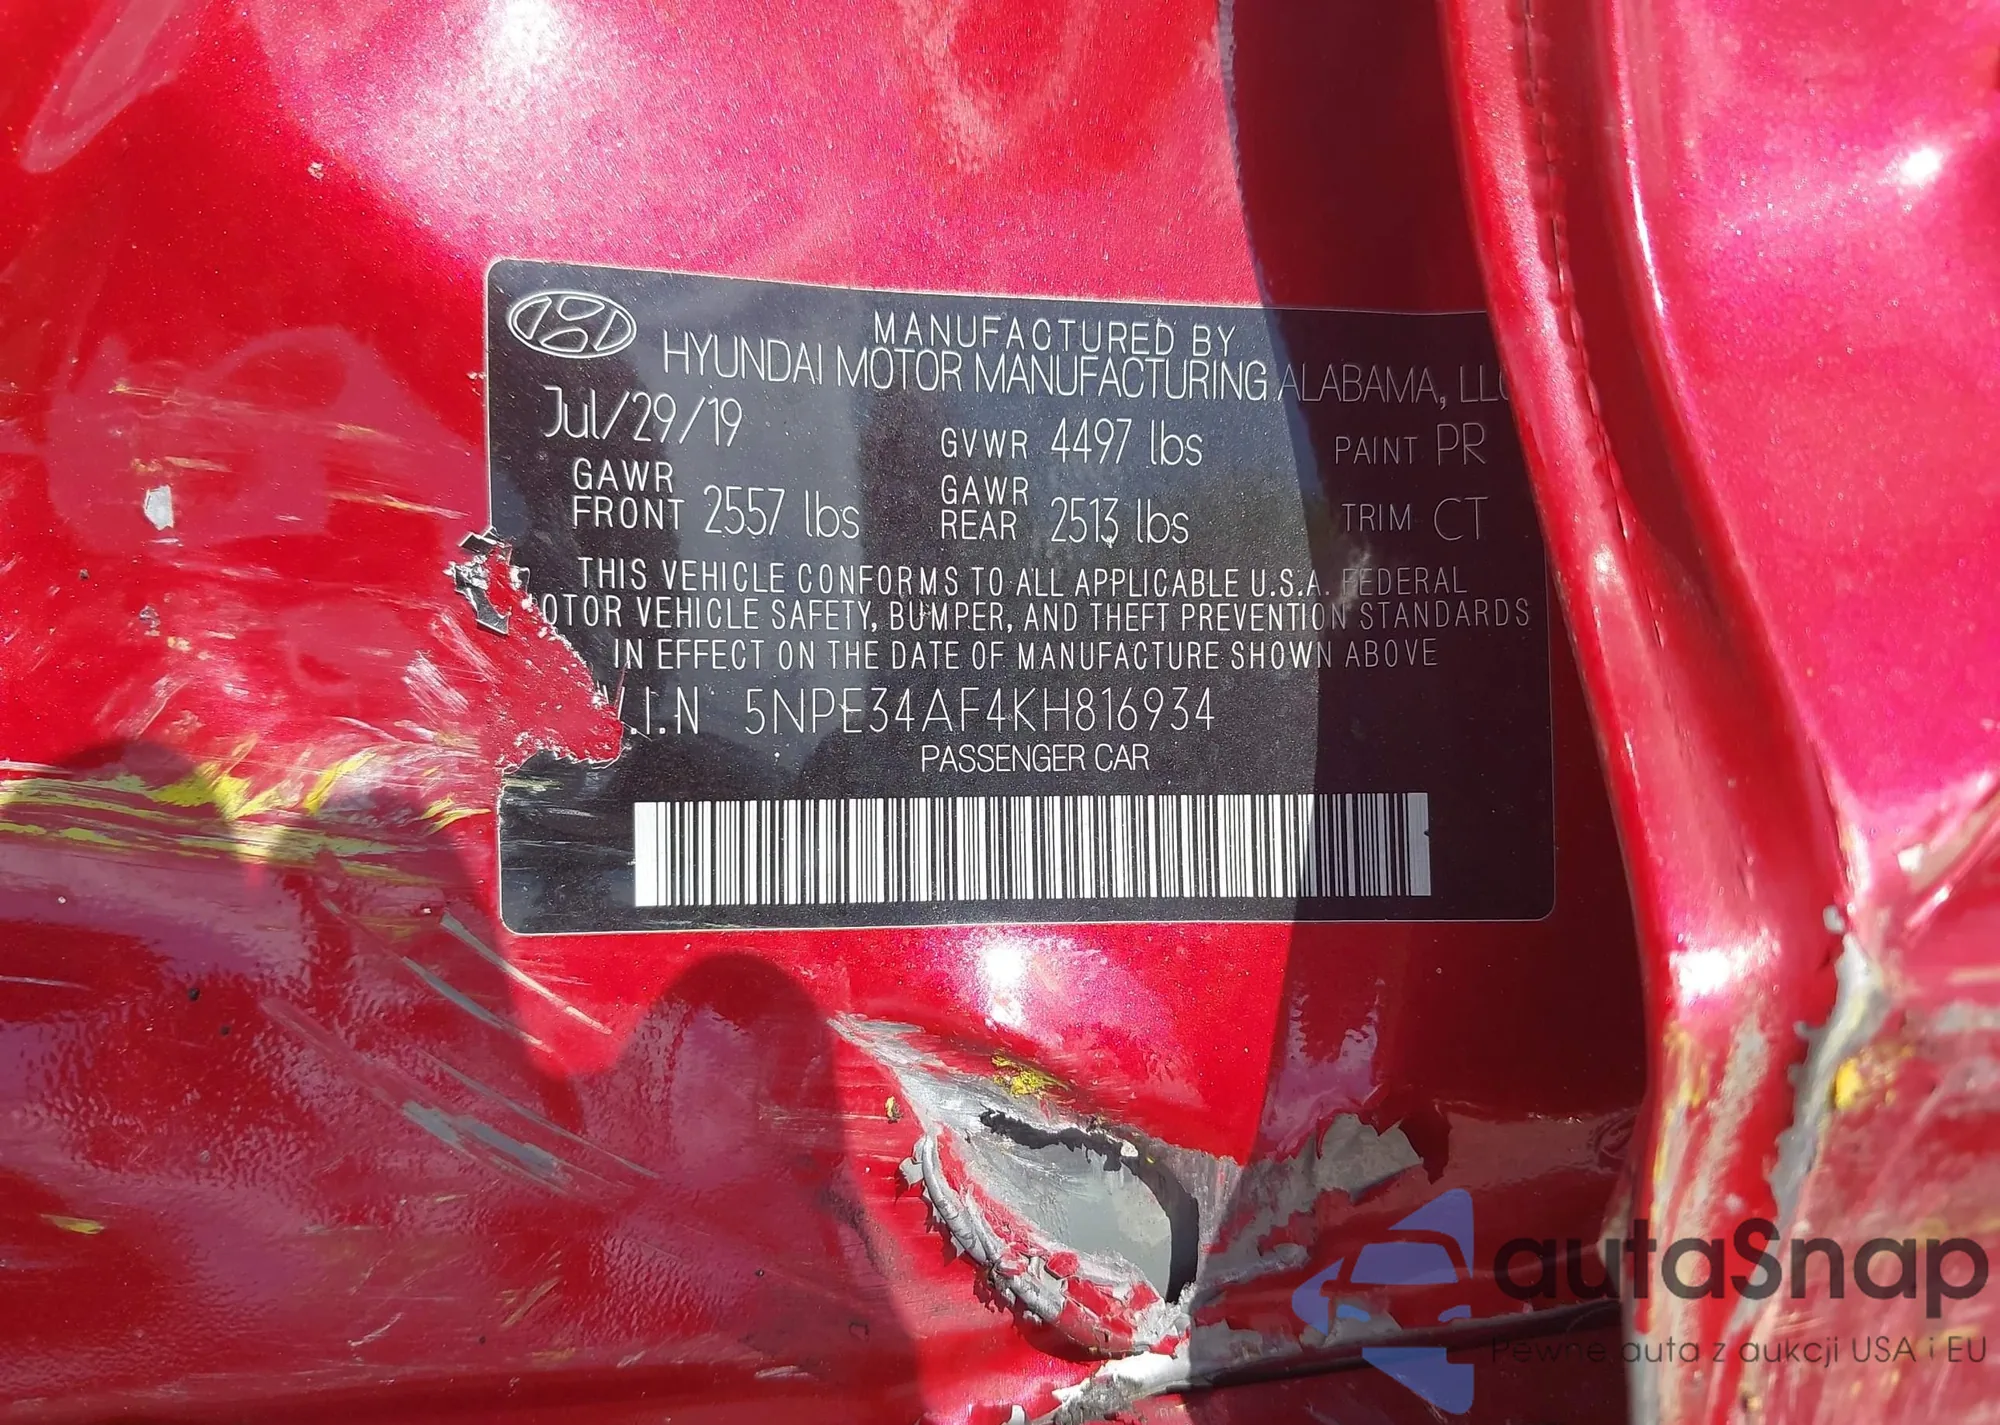 MANUFACTURED BY
HYUNDAI MOTOR MANUFACTURING ALABAMA, LLC
Jul/29/19 GVWR 4497 lbs PAINT PR
GAWR FRONT 2557 lbs GAWR REAR 2513 lbs TRIM CT
THIS VEHICLE CONFORMS TO ALL APPLICABLE U.S.A. FEDERAL
OTOR VEHICLE SAFETY, BUMPER, AND THEFT PREVENTION STANDARDS
IN EFFECT ON THE DATE OF MANUFACTURE SHOWN ABOVE
V.I.N 5NPE34AF4KH816934
PASSENGER CAR
autaSnap
Pewne auta z aukcji USA i EU